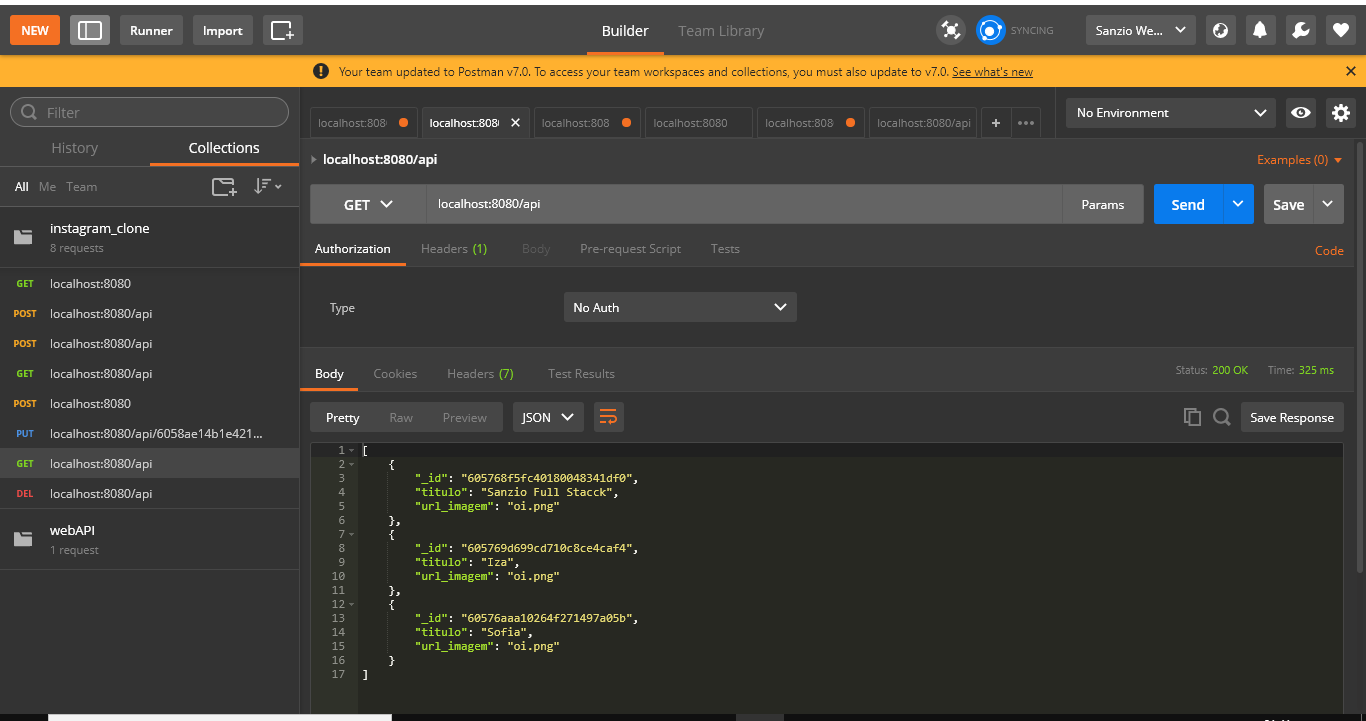 NEW Runner Import Builder Team Library SYNCING Sanzio We...
Your team updated to Postman v7.0. To access your team workspaces and collections, you must also update to v7.0. See what's new
Filter
History Collections
All Me Team
instagram_clone
8 requests
GET localhost:8080
POST localhost:8080/api
POST localhost:8080/api
GET localhost:8080/api
POST localhost:8080
PUT localhost:8080/api/6058ae14b1e421...
GET localhost:8080/api
DEL localhost:8080/api
webAPI
1 request
localhost:808 localhost:808 localhost:808 localhost:8080 localhost:808 localhost:8080/api No Environment
localhost:8080/api Examples (0)
GET localhost:8080/api Params Send Save
Authorization Headers (1) Body Pre-request Script Tests Code
Type No Auth
Body Cookies Headers (7) Test Results Status: 200 OK Time: 325 ms
Pretty Raw Preview JSON Save Response
1 [
2 {
3 "_id": "605768f5fc40180048341df0",
4 "titulo": "Sanzio Full Stacck",
5 "url_imagem": "oi.png"
6 },
7 {
8 "_id": "605769d699cd710c8ce4caf4",
9 "titulo": "Iza",
10 "url_imagem": "oi.png"
11 },
12 {
13 "_id": "60576aaa10264f271497a05b",
14 "titulo": "Sofia",
15 "url_imagem": "oi.png"
16 }
17 ]